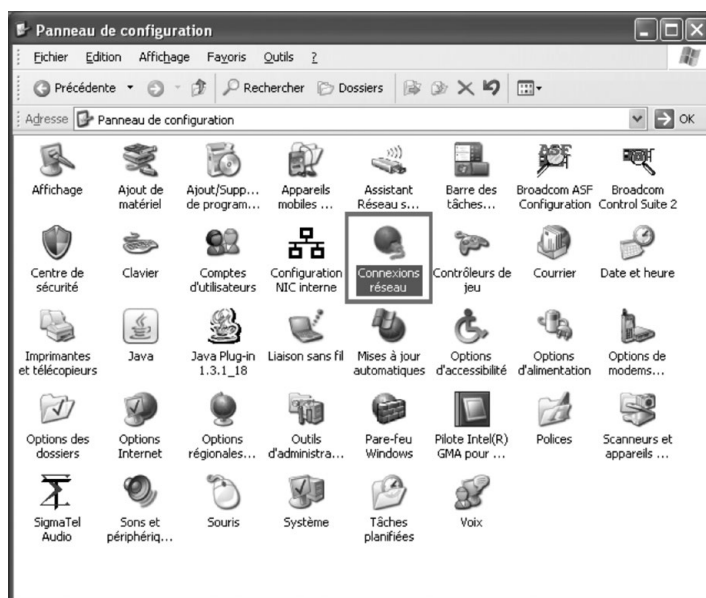 Panneau de configuration
Fichier Edition Affichage Favoris Outils ?
Précédente Rechercher Dossiers
Adresse Panneau de configuration OK
Affichage
Ajout de
matériel
Ajout/Supp...
de program...
Appareils
mobiles ...
Assistant
Réseau s...
Barre des
tâches...
Broadcom ASF
Configuration
Broadcom
Control Suite 2
Centre de
sécurité
Clavier
Comptes
d'utilisateurs
Configuration
NIC interne
Connexions
réseau
Contrôleurs de
jeu
Courrier
Date et heure
Imprimantes
et télécopieurs
Java
Java Plug-in
1.3.1_18
Liaison sans fil
Mises à jour
automatiques
Options
d'accessibilité
Options
d'alimentation
Options de
modems...
Options des
dossiers
Options
Internet
Options
régionales...
Outils
d'administra...
Pare-feu
Windows
Pilote Intel(R)
GMA pour ...
Polices
Scanneurs et
appareils ...
SigmaTel
Audio
Sons et
périphériq...
Souris
Système
Tâches
planifiées
Voix